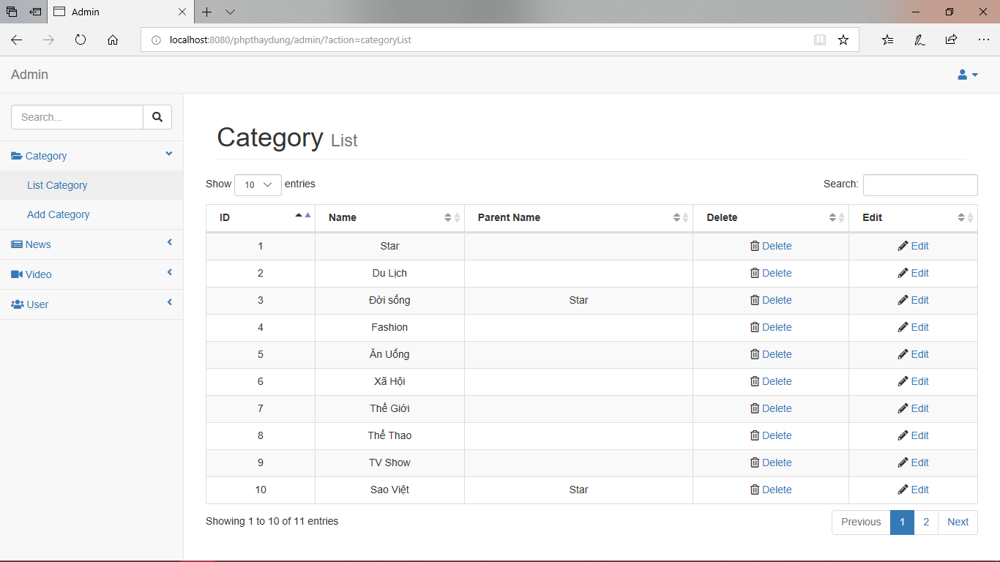 Admin
localhost:8080/phpthaydung/admin/?action=categoryList
Admin
Search...
Category
List Category
Add Category
News
Video
User
Category List
Show 10 entries
Search:
ID Name Parent Name Delete Edit
1 Star Delete Edit
2 Du Lịch Delete Edit
3 Đời sống Star Delete Edit
4 Fashion Delete Edit
5 Ăn Uống Delete Edit
6 Xã Hội Delete Edit
7 Thế Giới Delete Edit
8 Thể Thao Delete Edit
9 TV Show Delete Edit
10 Sao Việt Star Delete Edit
Showing 1 to 10 of 11 entries
Previous 1 2 Next